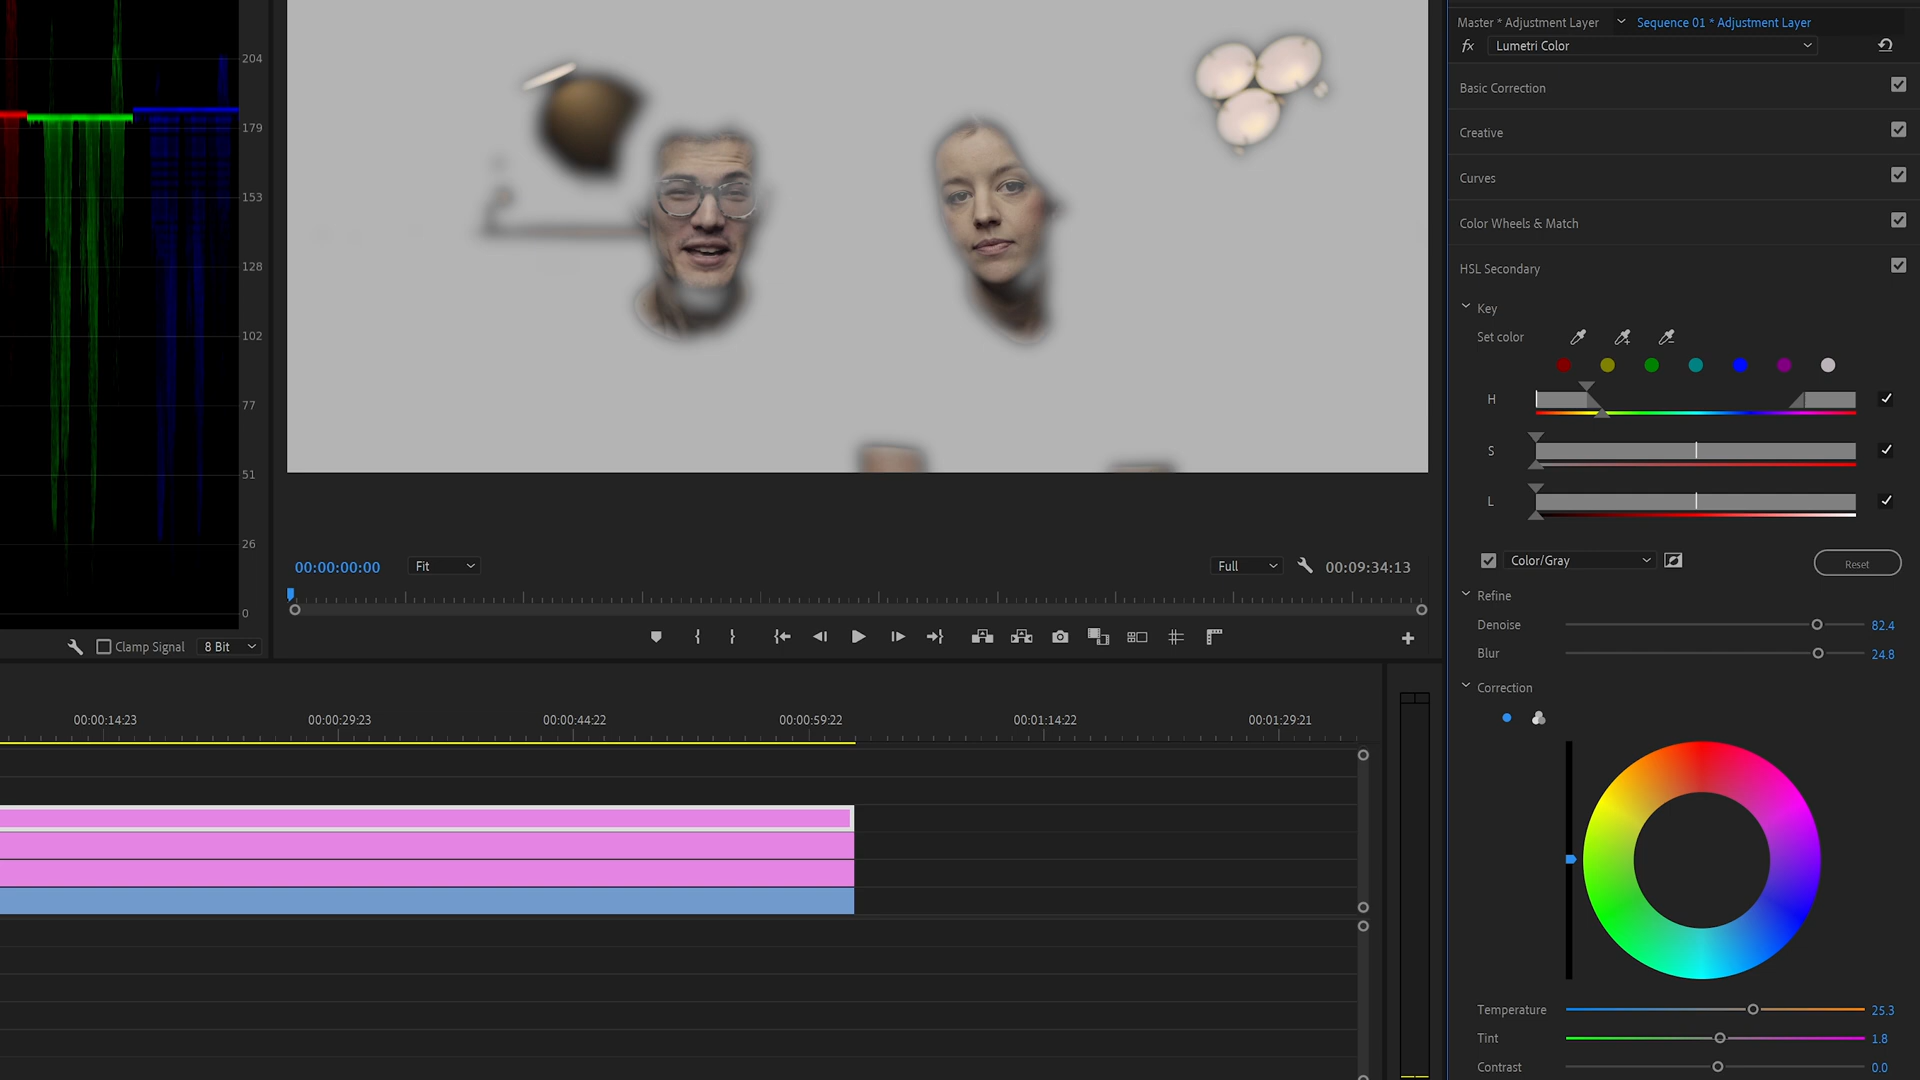 Master * Adjustment Layer
Sequence 01 * Adjustment Layer
fx
Lumetri Color
Basic Correction
Creative
Curves
Color Wheels & Match
HSL Secondary
Key
Set color
H
S
L
Color/Gray
Reset
Refine
Denoise
82.4
Blur
24.8
Correction
Temperature
25.3
Tint
1.8
Contrast
0.0
204
179
153
128
102
77
51
26
0
Clamp Signal
8 Bit
00:00:00:00
Fit
Full
00:09:34:13
00:00:14:23
00:00:29:23
00:00:44:22
00:00:59:22
00:01:14:22
00:01:29:21